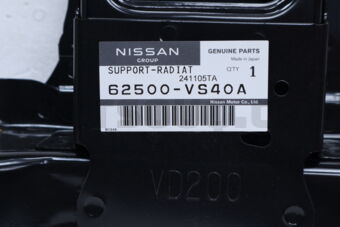 NISSAN GENUINE PARTS
GROUP Made in Japan
SUPPORT-RADIAT QTY 1
241105TA
62500-VS40A
Nissan Motor Co., Ltd.
VD200